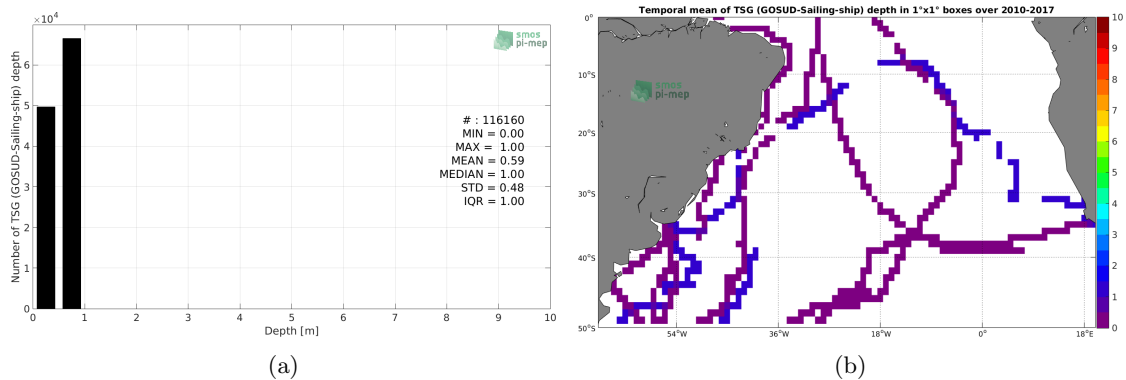 ×10⁴
6
5
4
3
2
1
0
Number of TSG (GOSUD-Sailing-ship) depth
smos
pi-mep
# : 116160
MIN = 0.00
MAX = 1.00
MEAN = 0.59
MEDIAN = 1.00
STD = 0.48
IQR = 1.00
0 1 2 3 4 5 6 7 8 9 10
Depth [m]
(a)
Temporal mean of TSG (GOSUD-Sailing-ship) depth in 1°x1° boxes over 2010-2017
0°
10°S
20°S
30°S
40°S
50°S
smos
pi-mep
54°W 36°W 18°W 0° 18°E
10
9
8
7
6
5
4
3
2
1
0
(b)